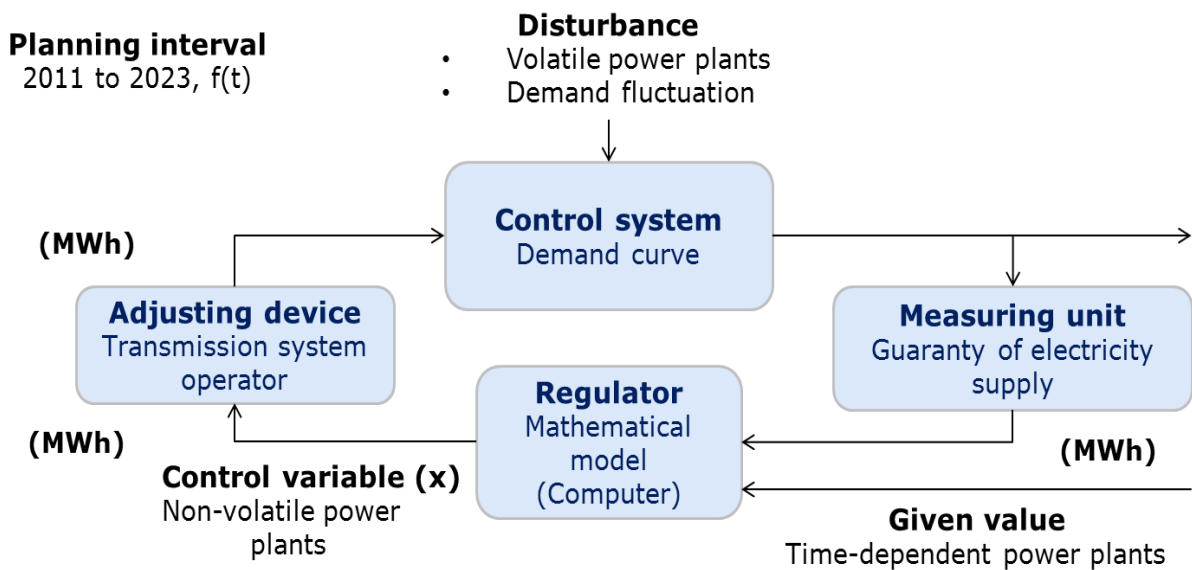 Planning interval
2011 to 2023, f(t)
Disturbance
• Volatile power plants
• Demand fluctuation
Control system
Demand curve
(MWh)
Adjusting device
Transmission system
operator
Measuring unit
Guaranty of electricity
supply
Regulator
Mathematical
model
(Computer)
(MWh)
(MWh)
Control variable (x)
Non-volatile power
plants
Given value
Time-dependent power plants